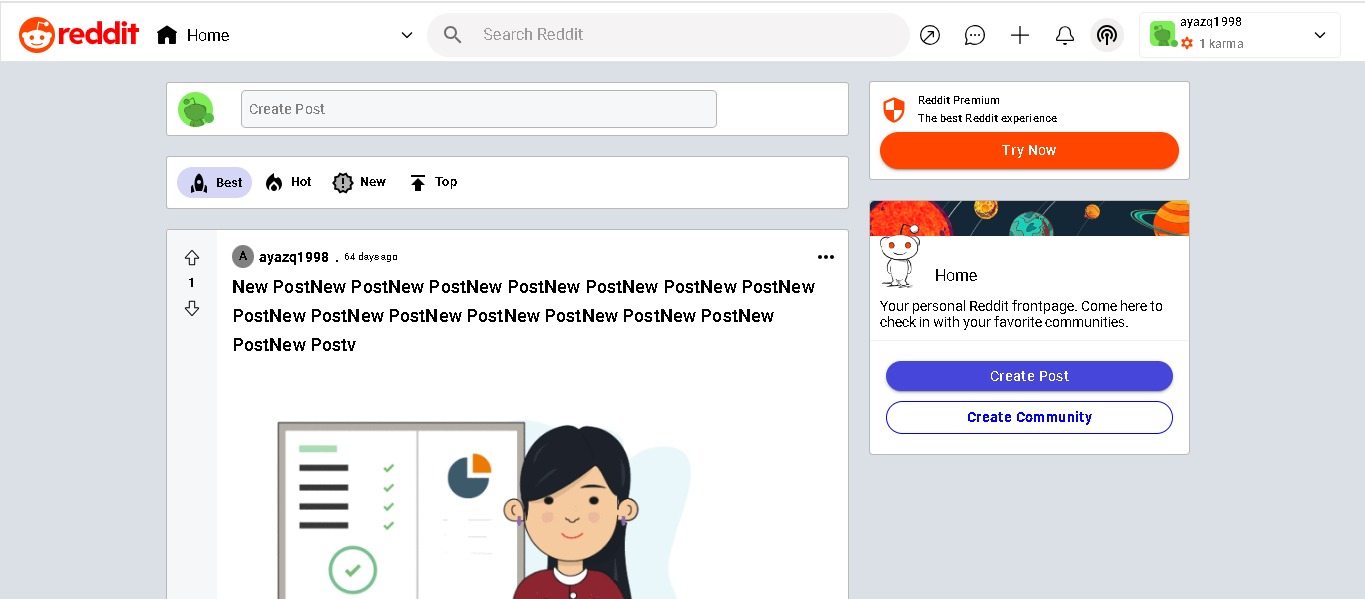 reddit
Home
Search Reddit
ayazq1998
1 karma
Create Post
Best
Hot
New
Top
1
A
ayazq1998 . 64 days ago
New PostNew PostNew PostNew PostNew PostNew PostNew PostNew
PostNew PostNew PostNew PostNew PostNew PostNew PostNew
PostNew Postv
Reddit Premium
The best Reddit experience
Try Now
Home
Your personal Reddit frontpage. Come here to
check in with your favorite communities.
Create Post
Create Community